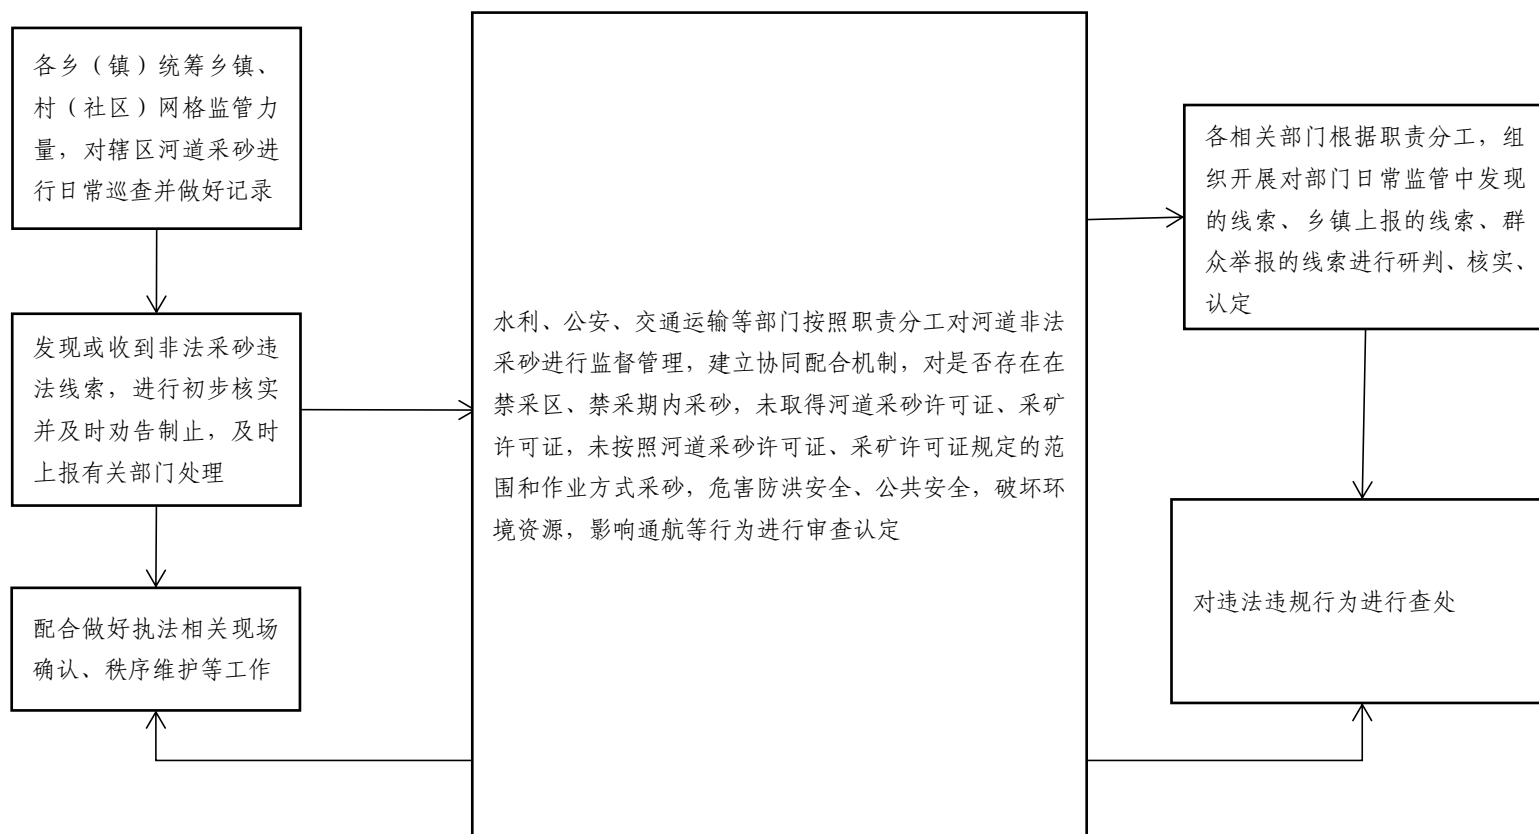 各乡（镇）统筹乡镇、
村（社区）网格监管力
量，对辖区河道采砂进
行日常巡查并做好记录
发现或收到非法采砂违
法线索，进行初步核实
并及时劝告制止，及时
上报有关部门处理
配合做好执法相关现场
确认、秩序维护等工作
水利、公安、交通运输等部门按照职责分工对河道非法
采砂进行监督管理，建立协同配合机制，对是否存在在
禁采区、禁采期内采砂，未取得河道采砂许可证、采矿
许可证，未按照河道采砂许可证、采矿许可证规定的范
围和作业方式采砂，危害防洪安全、公共安全，破坏环
境资源，影响通航等行为进行审查认定
各相关部门根据职责分工，组
织开展对部门日常监管中发现
的线索、乡镇上报的线索、群
众举报的线索进行研判、核实、
认定
对违法违规行为进行查处